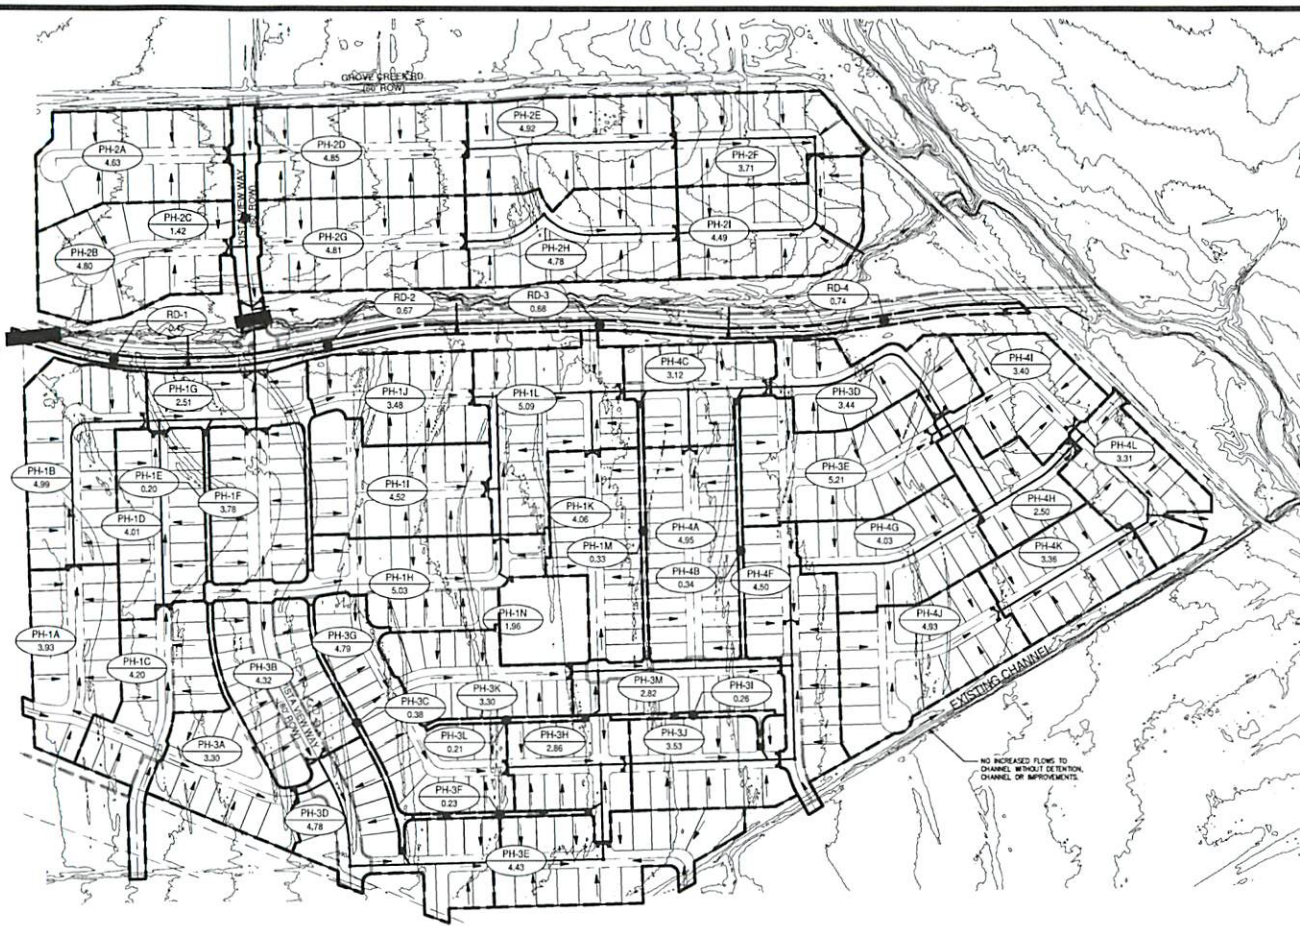 GROVE CREEK RD.
(60' ROW)
PH-2E
4.92
PH-2A
4.63
PH-2D
4.85
PH-2F
3.71
VISTA VIEW WAY
(60' ROW)
PH-2C
1.42
PH-2G
4.81
PH-2I
4.49
PH-2B
4.80
PH-2H
4.78
RD-1
0.45
RD-2
0.67
RD-3
0.68
RD-4
0.74
PH-4I
3.40
PH-4C
3.12
PH-1G
2.51
PH-1J
3.48
PH-1L
5.09
PH-3D
3.44
PH-4L
3.31
PH-1B
4.99
PH-1E
0.20
PH-3E
5.21
PH-1I
4.52
PH-1F
3.78
PH-4H
2.50
PH-1K
4.06
PH-1D
4.01
PH-4A
4.95
PH-4G
4.03
PH-1M
0.33
PH-4K
3.36
PH-1H
5.03
PH-4B
0.34
PH-4F
4.50
PH-1N
1.96
PH-4J
4.93
PH-1A
3.93
PH-3G
4.79
PH-1C
4.20
PH-3B
4.32
PH-3K
3.30
PH-3M
2.82
PH-3I
0.26
EXISTING CHANNEL
VISTA VIEW WAY
(60' ROW)
PH-3C
0.38
PH-3A
3.30
PH-3L
0.21
PH-3H
2.86
PH-3J
3.53
NO INCREASED FLOWS TO
CHANNEL WITHOUT DETENTION,
CHANNEL OR IMPROVEMENTS.
PH-3F
0.23
PH-3D
4.78
PH-3E
4.43